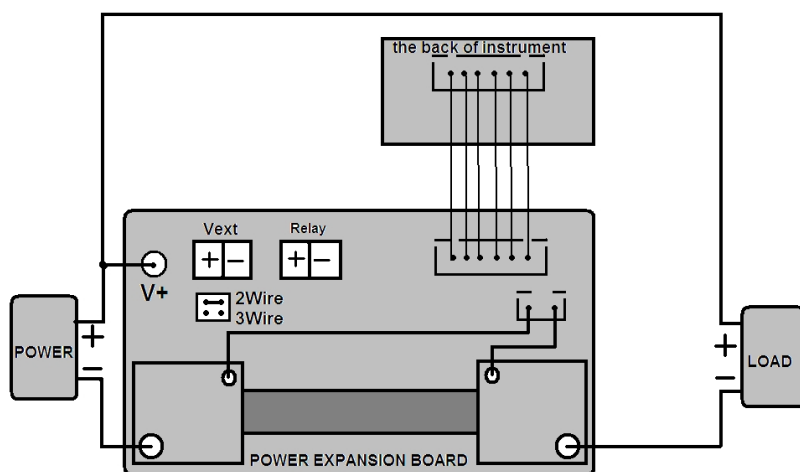 the back of instrument
Vext
Relay
+ −
+ −
V+
2Wire
3Wire
POWER
+
−
+
−
LOAD
POWER EXPANSION BOARD